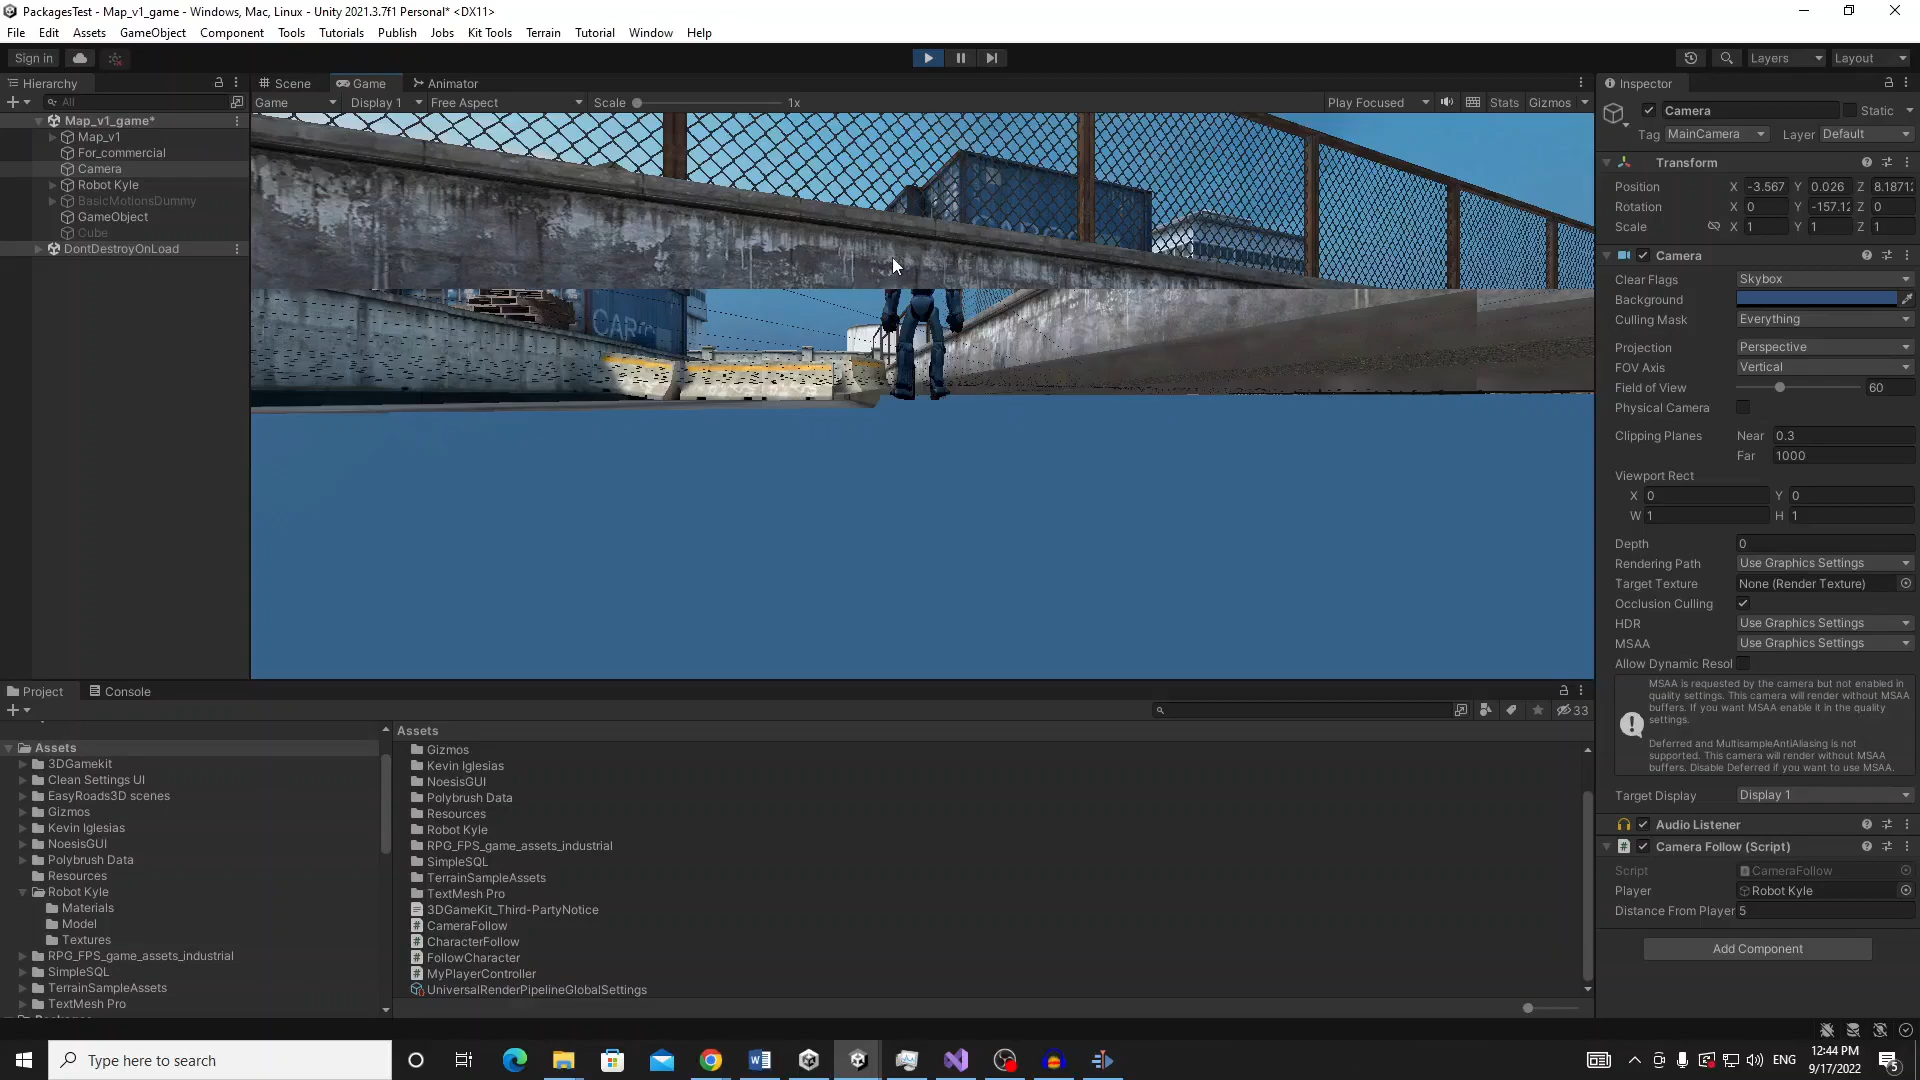 PackagesTest - Map_v1_game - Windows, Mac, Linux - Unity 2021.3.7f1 Personal* <DX11>
File Edit Assets GameObject Component Tools Tutorials Publish Jobs Kit Tools Terrain Tutorial Window Help
Sign in Layers Layout
Hierarchy
All
Map_v1_game*
Map_v1
For_commercial
Camera
Robot Kyle
BasicMotionsDummy
GameObject
Cube
DontDestroyOnLoad
Scene Game Animator
Game Display 1 Free Aspect Scale 1x Play Focused Stats Gizmos
CARGO
Inspector
Camera Static
Tag MainCamera Layer Default
Transform
Position X -3.567 Y 0.026 Z 8.18712
Rotation X 0 Y -157.12 Z 0
Scale X 1 Y 1 Z 1
Camera
Clear Flags Skybox
Background
Culling Mask Everything
Projection Perspective
FOV Axis Vertical
Field of View 60
Physical Camera
Clipping Planes Near 0.3
Far 1000
Viewport Rect
X 0 Y 0
W 1 H 1
Depth 0
Rendering Path Use Graphics Settings
Target Texture None (Render Texture)
Occlusion Culling
HDR Use Graphics Settings
MSAA Use Graphics Settings
Allow Dynamic Resol
MSAA is requested by the camera but not enabled in
quality settings. This camera will render without MSAA
buffers. If you want MSAA enable it in the quality
settings.
Deferred and MultisampleAntiAliasing is not
supported. This camera will render without MSAA
buffers. Disable Deferred if you want to use MSAA.
Target Display Display 1
Audio Listener
Camera Follow (Script)
Script CameraFollow
Player Robot Kyle
Distance From Player 5
Add Component
Project Console
33
Assets
3DGamekit
Clean Settings UI
EasyRoads3D scenes
Gizmos
Kevin Iglesias
NoesisGUI
Polybrush Data
Resources
Robot Kyle
Materials
Model
Textures
RPG_FPS_game_assets_industrial
SimpleSQL
TerrainSampleAssets
TextMesh Pro
Assets
Gizmos
Kevin Iglesias
NoesisGUI
Polybrush Data
Resources
Robot Kyle
RPG_FPS_game_assets_industrial
SimpleSQL
TerrainSampleAssets
TextMesh Pro
3DGameKit_Third-PartyNotice
CameraFollow
CharacterFollow
FollowCharacter
MyPlayerController
UniversalRenderPipelineGlobalSettings
Type here to search
ENG
12:44 PM
9/17/2022
5